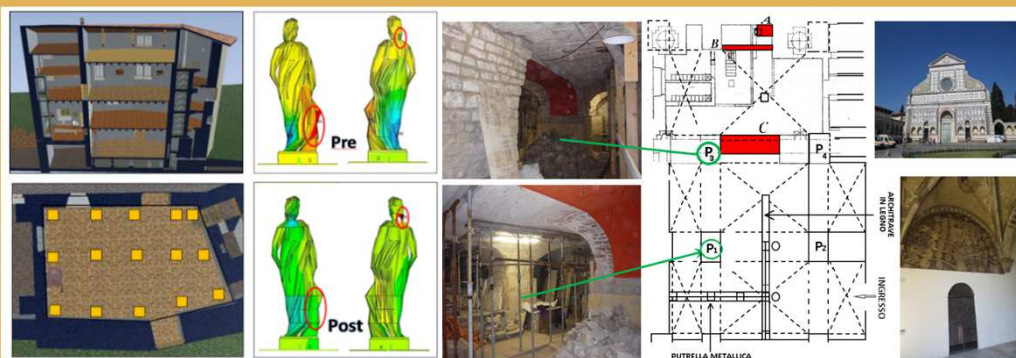 Pre
Post
A
B
C
P3
P4
P1
P2
ARCHITRAVE
IN LEGNO
INGRESSO
PUTRELLA METALLICA